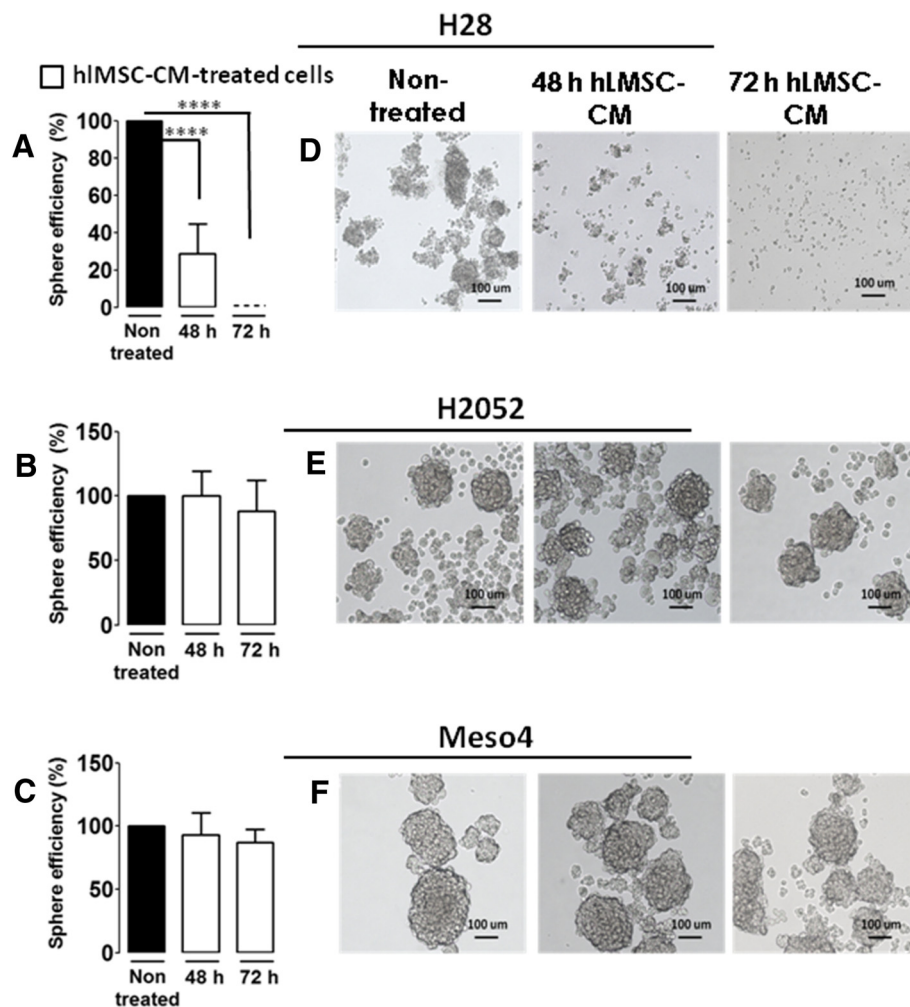 H28
hlMSC-CM-treated cells
Non-
treated
48 h hLMSC-
CM
72 h hLMSC-
CM
A
Sphere efficiency (%)
100
80
60
40
20
0
****
****
Non
treated
48 h
72 h
D
100 um
100 um
100 um
H2052
B
Sphere efficiency (%)
150
100
50
0
Non
treated
48 h
72 h
E
100 um
100 um
100 um
Meso4
C
Sphere efficiency (%)
150
100
50
0
Non
treated
48 h
72 h
F
100 um
100 um
100 um